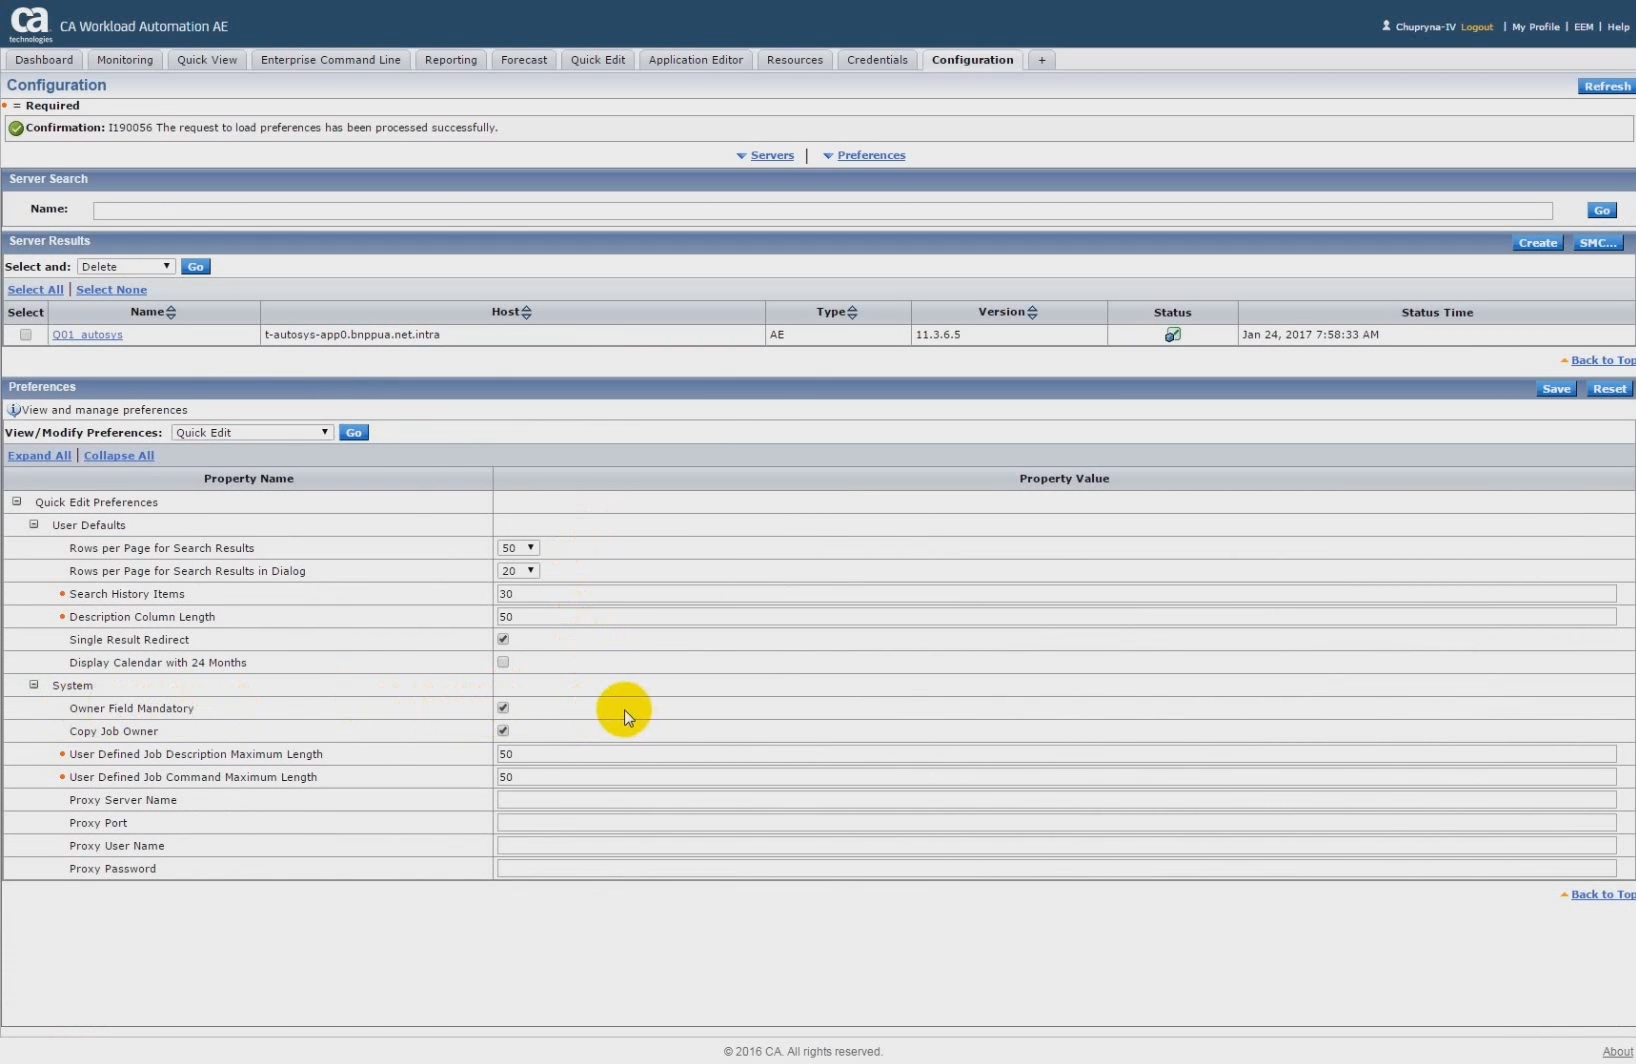 ca
technologies
CA Workload Automation AE
Chupryna-IV Logout | My Profile | EEM | Help
Dashboard Monitoring Quick View Enterprise Command Line Reporting Forecast Quick Edit Application Editor Resources Credentials Configuration +
Configuration
Refresh
= Required
Confirmation: I190056 The request to load preferences has been processed successfully.
Servers | Preferences
Server Search
Name:
Go
Server Results
Create SMC...
Select and: Delete Go
Select All | Select None
Select Name Host Type Version Status Status Time
Q01_autosys t-autosys-app0.bnppua.net.intra AE 11.3.6.5 Jan 24, 2017 7:58:33 AM
Back to Top
Preferences
Save Reset
View and manage preferences
View/Modify Preferences: Quick Edit Go
Expand All | Collapse All
Property Name Property Value
Quick Edit Preferences
User Defaults
Rows per Page for Search Results 50
Rows per Page for Search Results in Dialog 20
Search History Items 30
Description Column Length 50
Single Result Redirect
Display Calendar with 24 Months
System
Owner Field Mandatory
Copy Job Owner
User Defined Job Description Maximum Length 50
User Defined Job Command Maximum Length 50
Proxy Server Name
Proxy Port
Proxy User Name
Proxy Password
Back to Top
© 2016 CA. All rights reserved.
About